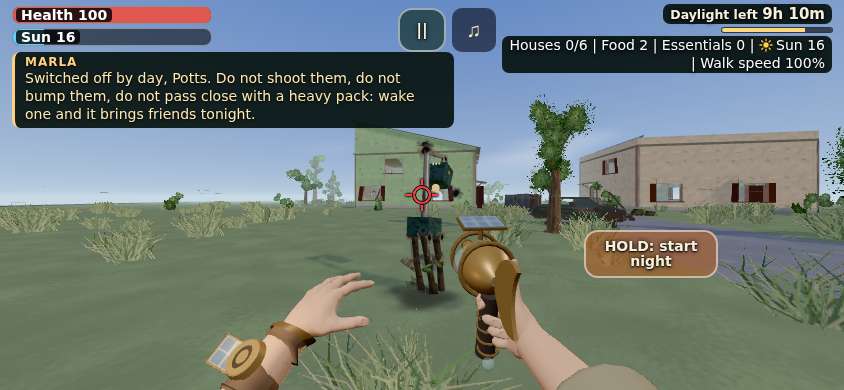 Health 100
Sun 16
Daylight left 9h 10m
Houses 0/6 | Food 2 | Essentials 0 | ☀ Sun 16
| Walk speed 100%
MARLA
Switched off by day, Potts. Do not shoot them, do not
bump them, do not pass close with a heavy pack: wake
one and it brings friends tonight.
HOLD: start
night